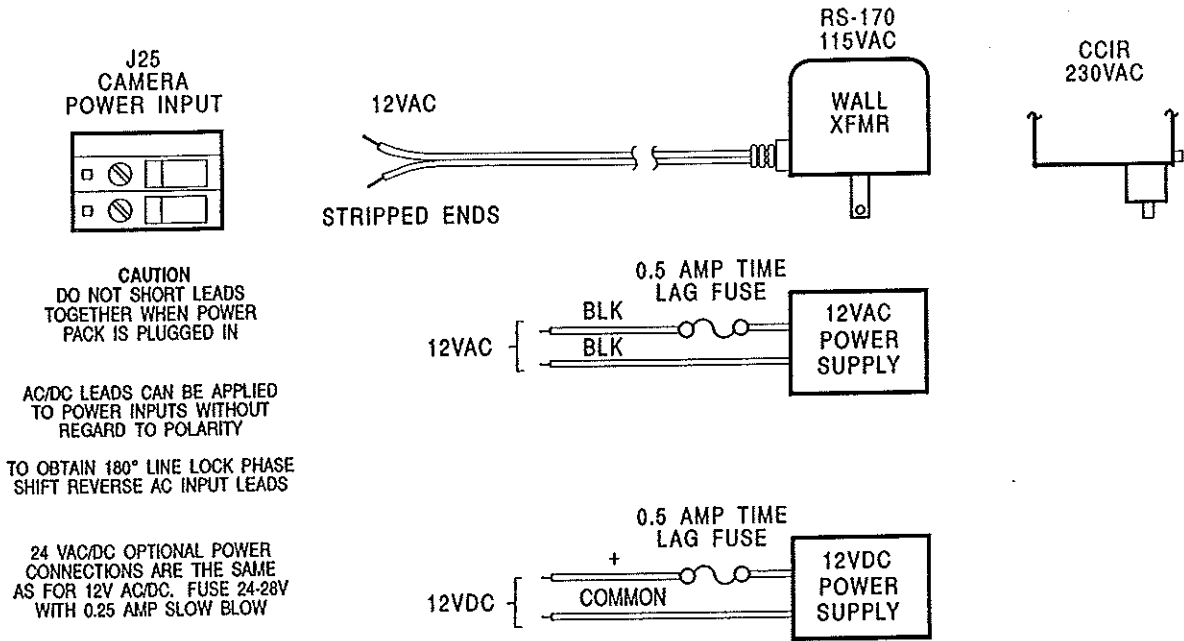 J25
CAMERA
POWER INPUT
12VAC
STRIPPED ENDS
RS-170
115VAC
WALL
XFMR
CCIR
230VAC
CAUTION
DO NOT SHORT LEADS
TOGETHER WHEN POWER
PACK IS PLUGGED IN
AC/DC LEADS CAN BE APPLIED
TO POWER INPUTS WITHOUT
REGARD TO POLARITY
TO OBTAIN 180° LINE LOCK PHASE
SHIFT REVERSE AC INPUT LEADS
24 VAC/DC OPTIONAL POWER
CONNECTIONS ARE THE SAME
AS FOR 12V AC/DC. FUSE 24-28V
WITH 0.25 AMP SLOW BLOW
0.5 AMP TIME
LAG FUSE
12VAC
BLK
BLK
12VAC
POWER
SUPPLY
0.5 AMP TIME
LAG FUSE
12VDC
+
COMMON
12VDC
POWER
SUPPLY